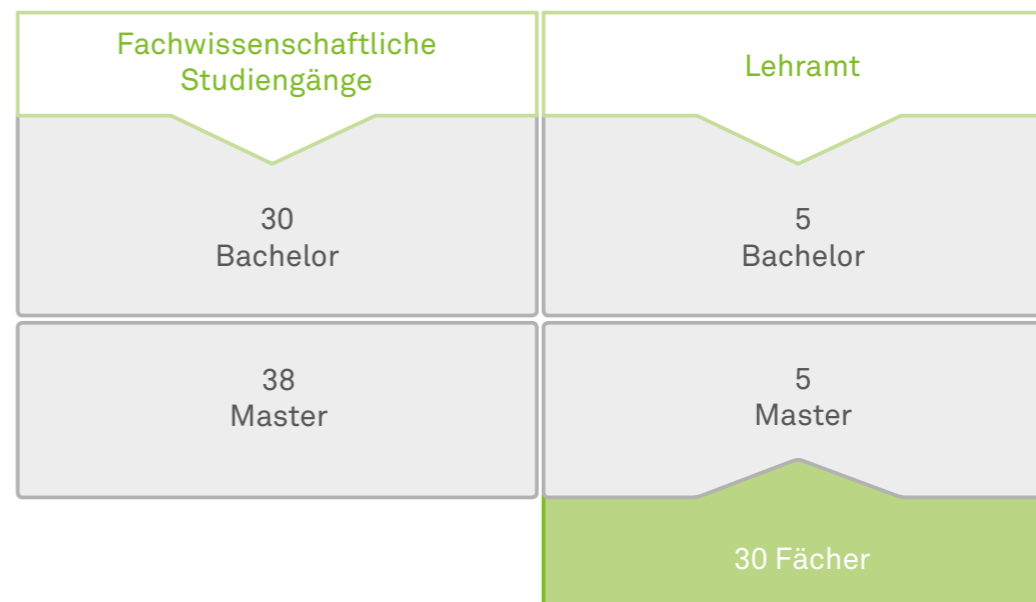 Fachwissenschaftliche
Studiengänge
Lehramt
30
Bachelor
5
Bachelor
38
Master
5
Master
30 Fächer